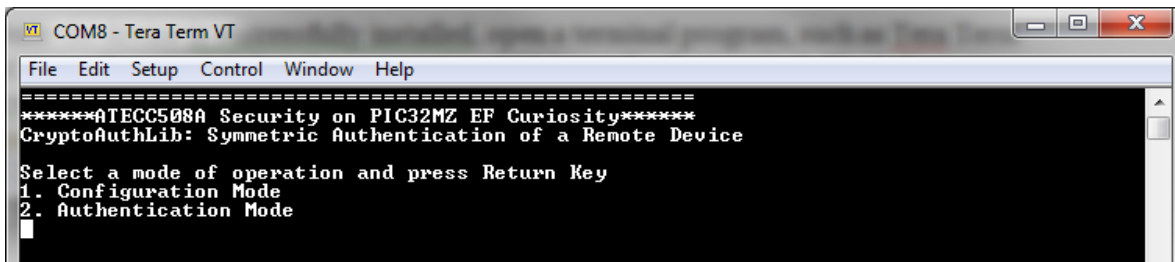 COM8 - Tera Term VT
File Edit Setup Control Window Help
======================================================
******ATECC508A Security on PIC32MZ EF Curiosity******
CryptoAuthLib: Symmetric Authentication of a Remote Device
Select a mode of operation and press Return Key
1. Configuration Mode
2. Authentication Mode